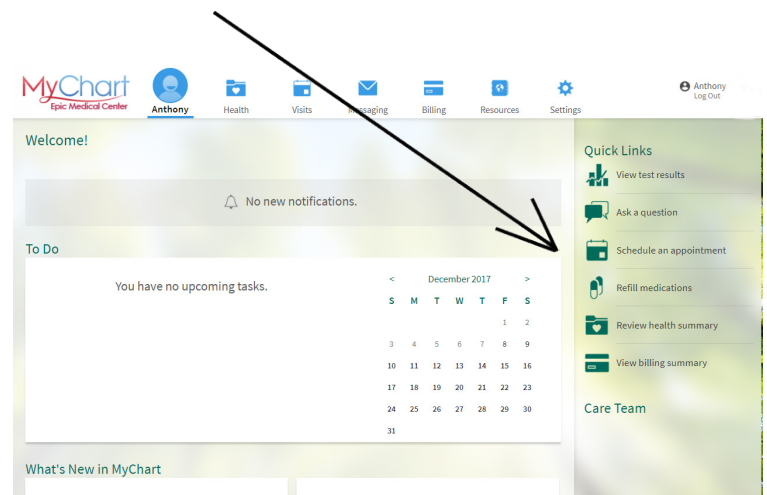 MyChart
Epic Medical Center
Anthony
Health
Visits
Messaging
Billing
Resources
Settings
Anthony
Log Out
Welcome!
No new notifications.
To Do
You have no upcoming tasks.
< December 2017 >
S M T W T F S
1 2
3 4 5 6 7 8 9
10 11 12 13 14 15 16
17 18 19 20 21 22 23
24 25 26 27 28 29 30
31
What's New in MyChart
Quick Links
View test results
Ask a question
Schedule an appointment
Refill medications
Review health summary
View billing summary
Care Team